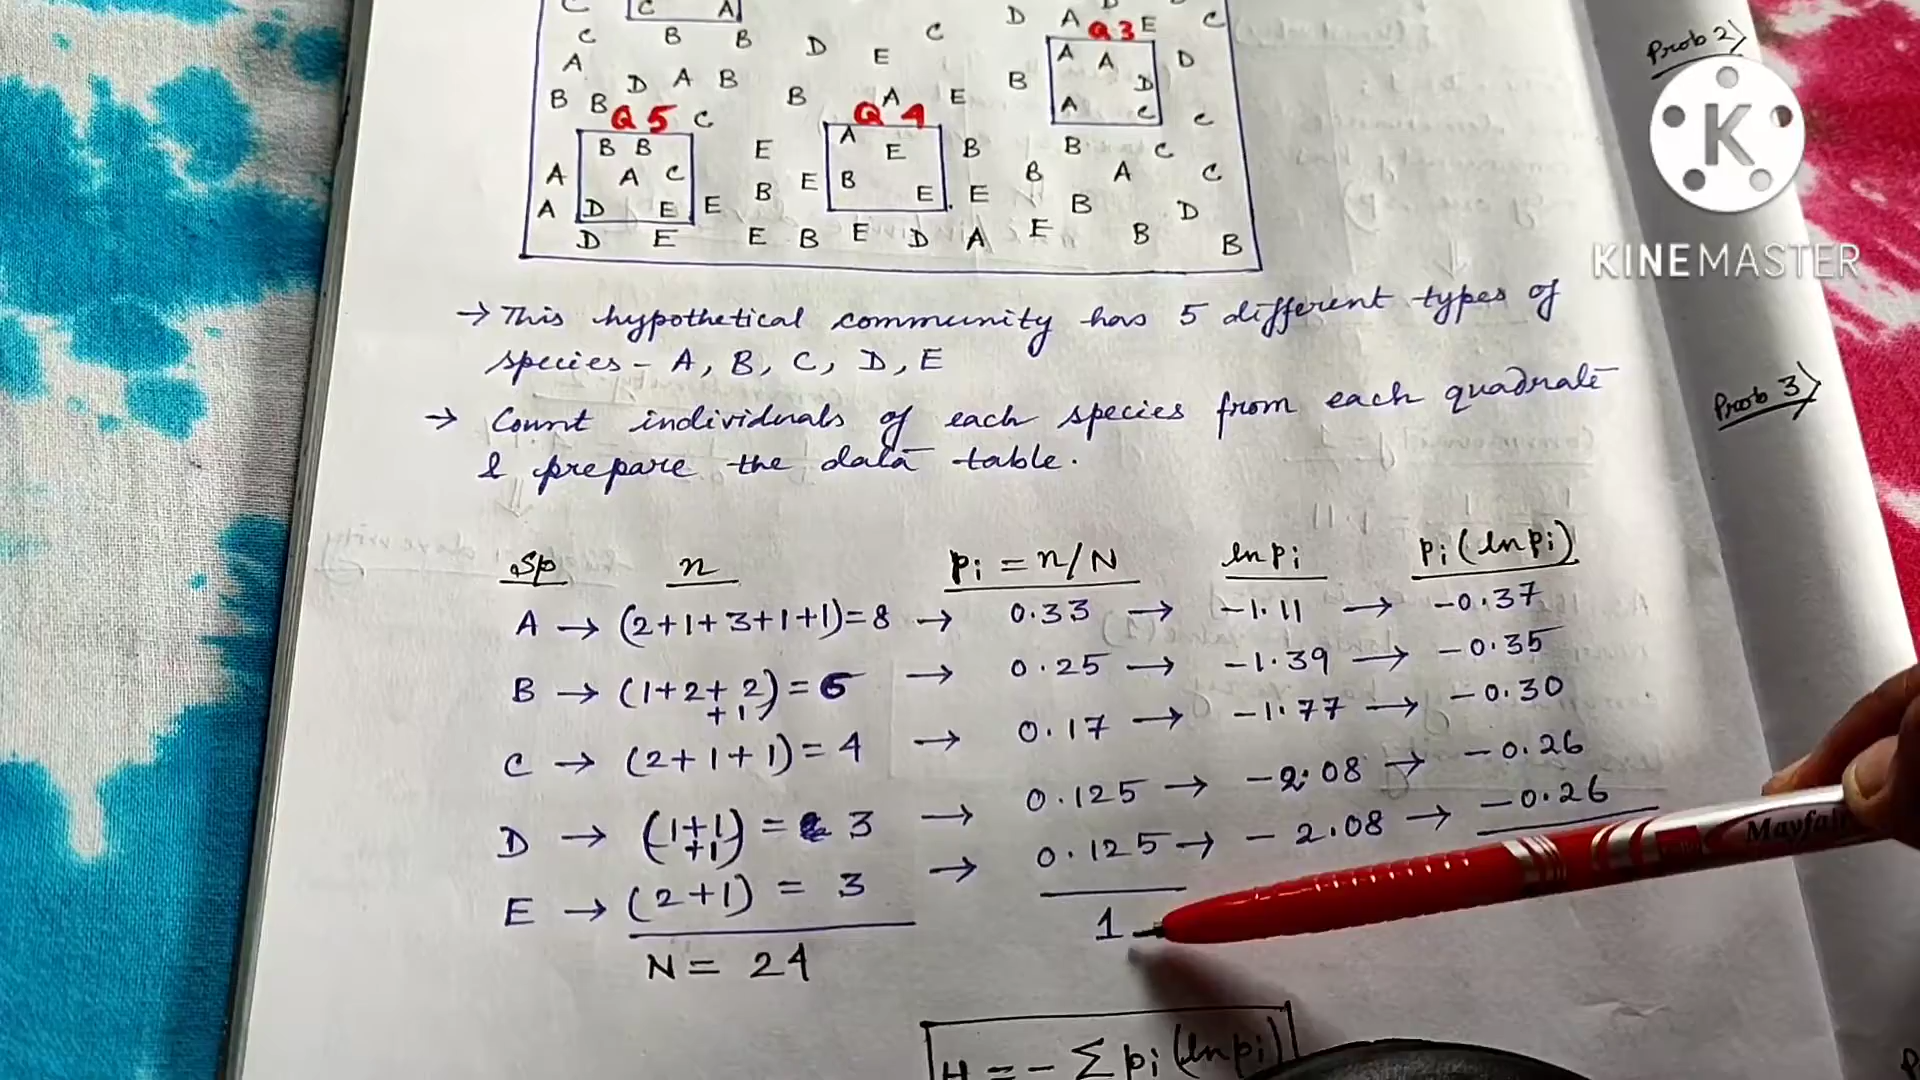 C A
C B B D E C D A Q3 E C
A D A B B A E B A A D D
B B Q5 C Q4 A C C
B B E A E B B C
A A C B E B E B A C
A D E E E B D
D E E B E D A E B B
→ This hypothetical community has 5 different types of
species - A, B, C, D, E
→ Count individuals of each species from each quadrate
& prepare the data table.
Sp n pi = n/N ln pi pi (ln pi)
A → (2+1+3+1+1)=8 → 0.33 → -1.11 → -0.37
B → (1+2+2+1)=6 → 0.25 → -1.39 → -0.35
C → (2+1+1)=4 → 0.17 → -1.77 → -0.30
D → (1+1+1) = 3 → 0.125 → -2.08 → -0.26
E → (2+1) = 3 → 0.125 → -2.08 → -0.26
N = 24 1
H = - Σ pi (ln pi)
Prob 2)
Prob 3)
KINEMASTER
Mayfair